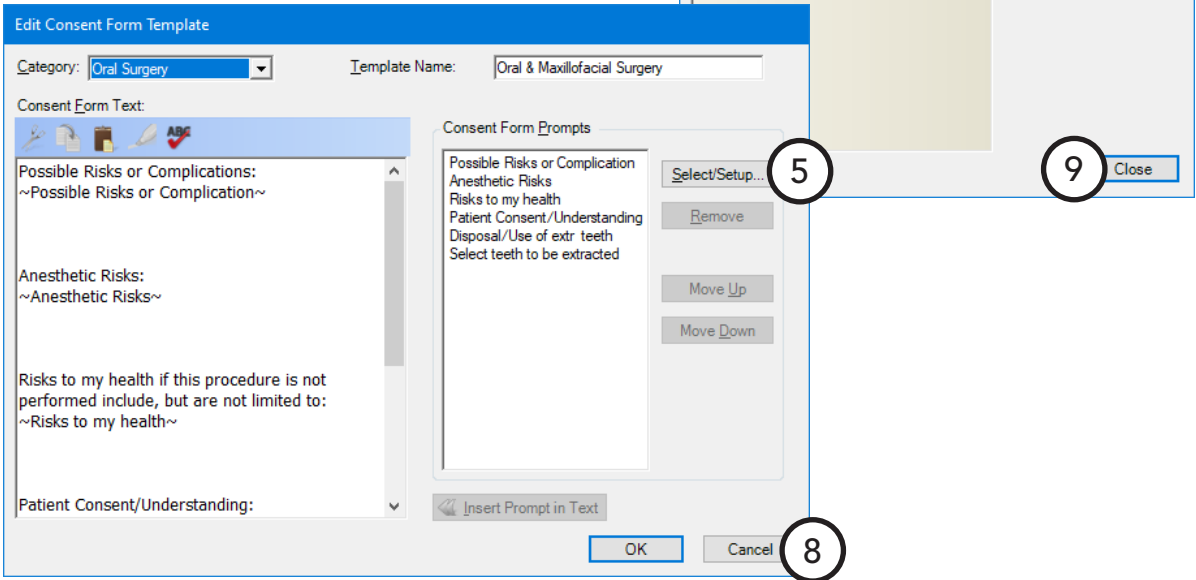 Edit Consent Form Template
Category: Oral Surgery
Template Name: Oral & Maxillofacial Surgery
Consent Form Text:
ABC
Possible Risks or Complications:
~Possible Risks or Complication~
Anesthetic Risks:
~Anesthetic Risks~
Risks to my health if this procedure is not
performed include, but are not limited to:
~Risks to my health~
Patient Consent/Understanding:
Consent Form Prompts
Possible Risks or Complication
Anesthetic Risks
Risks to my health
Patient Consent/Understanding
Disposal/Use of extr teeth
Select teeth to be extracted
Select/Setup...
5
Remove
Move Up
Move Down
Insert Prompt in Text
OK
Cancel
8
9
Close